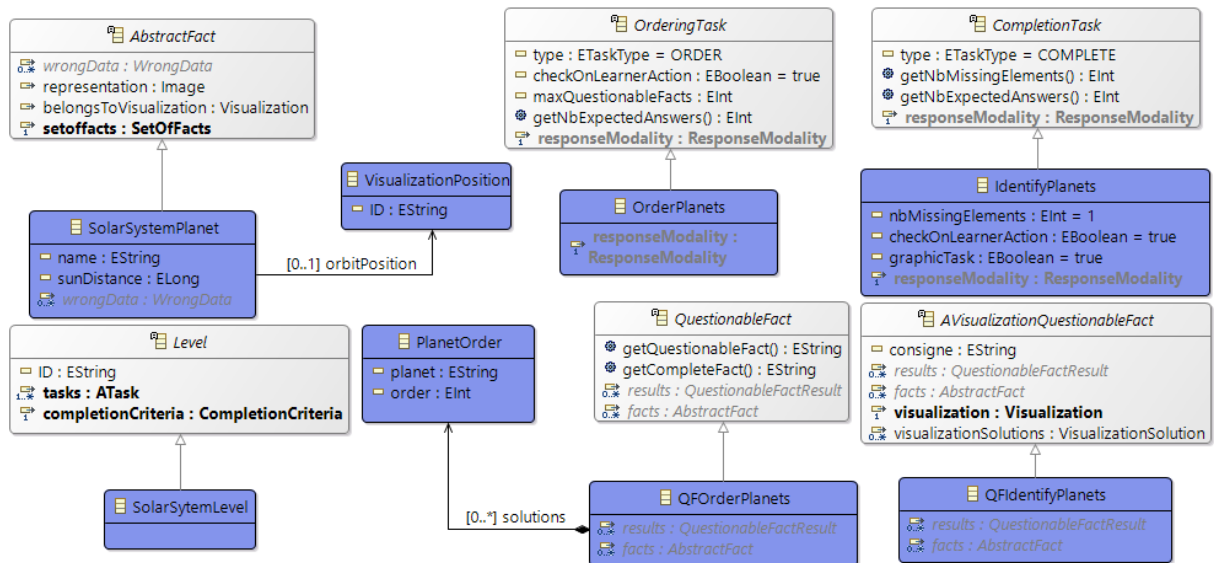 AbstractFact
wrongData : WrongData
representation : Image
belongsToVisualization : Visualization
setoffacts : SetOfFacts
OrderingTask
type : ETaskType = ORDER
checkOnLearnerAction : EBoolean = true
maxQuestionableFacts : EInt
getNbExpectedAnswers() : EInt
responseModality : ResponseModality
CompletionTask
type : ETaskType = COMPLETE
getNbMissingElements() : EInt
getNbExpectedAnswers() : EInt
responseModality : ResponseModality
VisualizationPosition
ID : EString
SolarSystemPlanet
name : EString
sunDistance : ELong
wrongData : WrongData
[0..1] orbitPosition
OrderPlanets
responseModality :
ResponseModality
IdentifyPlanets
nbMissingElements : EInt = 1
checkOnLearnerAction : EBoolean = true
graphicTask : EBoolean = true
responseModality : ResponseModality
Level
ID : EString
tasks : ATask
completionCriteria : CompletionCriteria
PlanetOrder
planet : EString
order : EInt
QuestionableFact
getQuestionableFact() : EString
getCompleteFact() : EString
results : QuestionableFactResult
facts : AbstractFact
AVisualizationQuestionableFact
consigne : EString
results : QuestionableFactResult
facts : AbstractFact
visualization : Visualization
visualizationSolutions : VisualizationSolution
SolarSytemLevel
[0..*] solutions
QFOrderPlanets
results : QuestionableFactResult
facts : AbstractFact
QFIdentifyPlanets
results : QuestionableFactResult
facts : AbstractFact